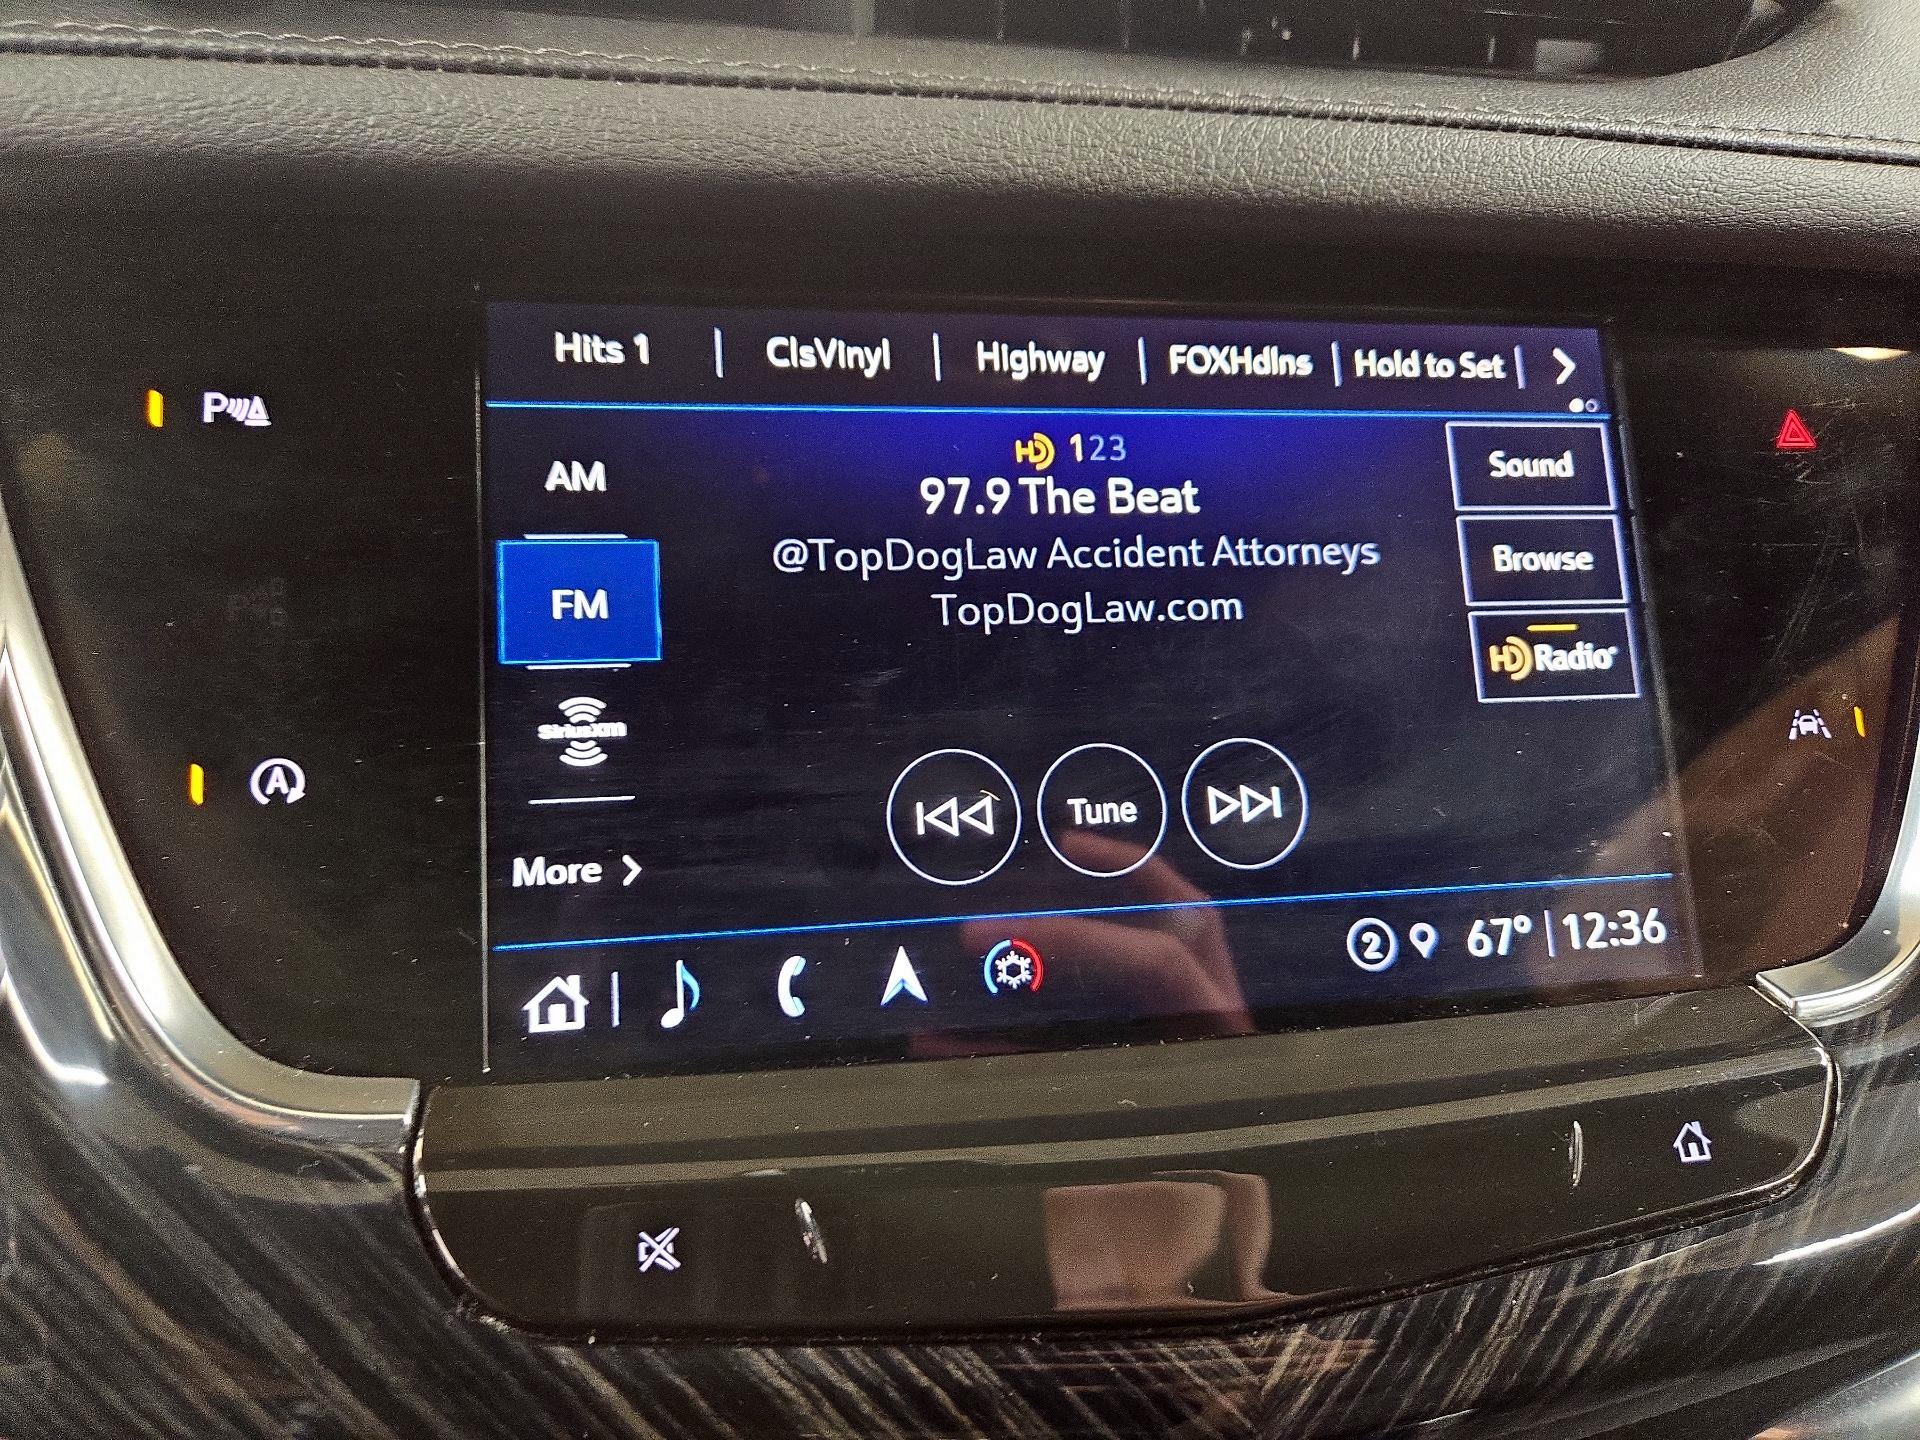 Hits 1 | ClsVinyl | Highway | FOXHdlns | Hold to Set |
HD 123
AM
97.9 The Beat
Sound
@TopDogLaw Accident Attorneys
Browse
FM
TopDogLaw.com
HD Radio
SiriusXM
Tune
More
2 67° | 12:36
P
A